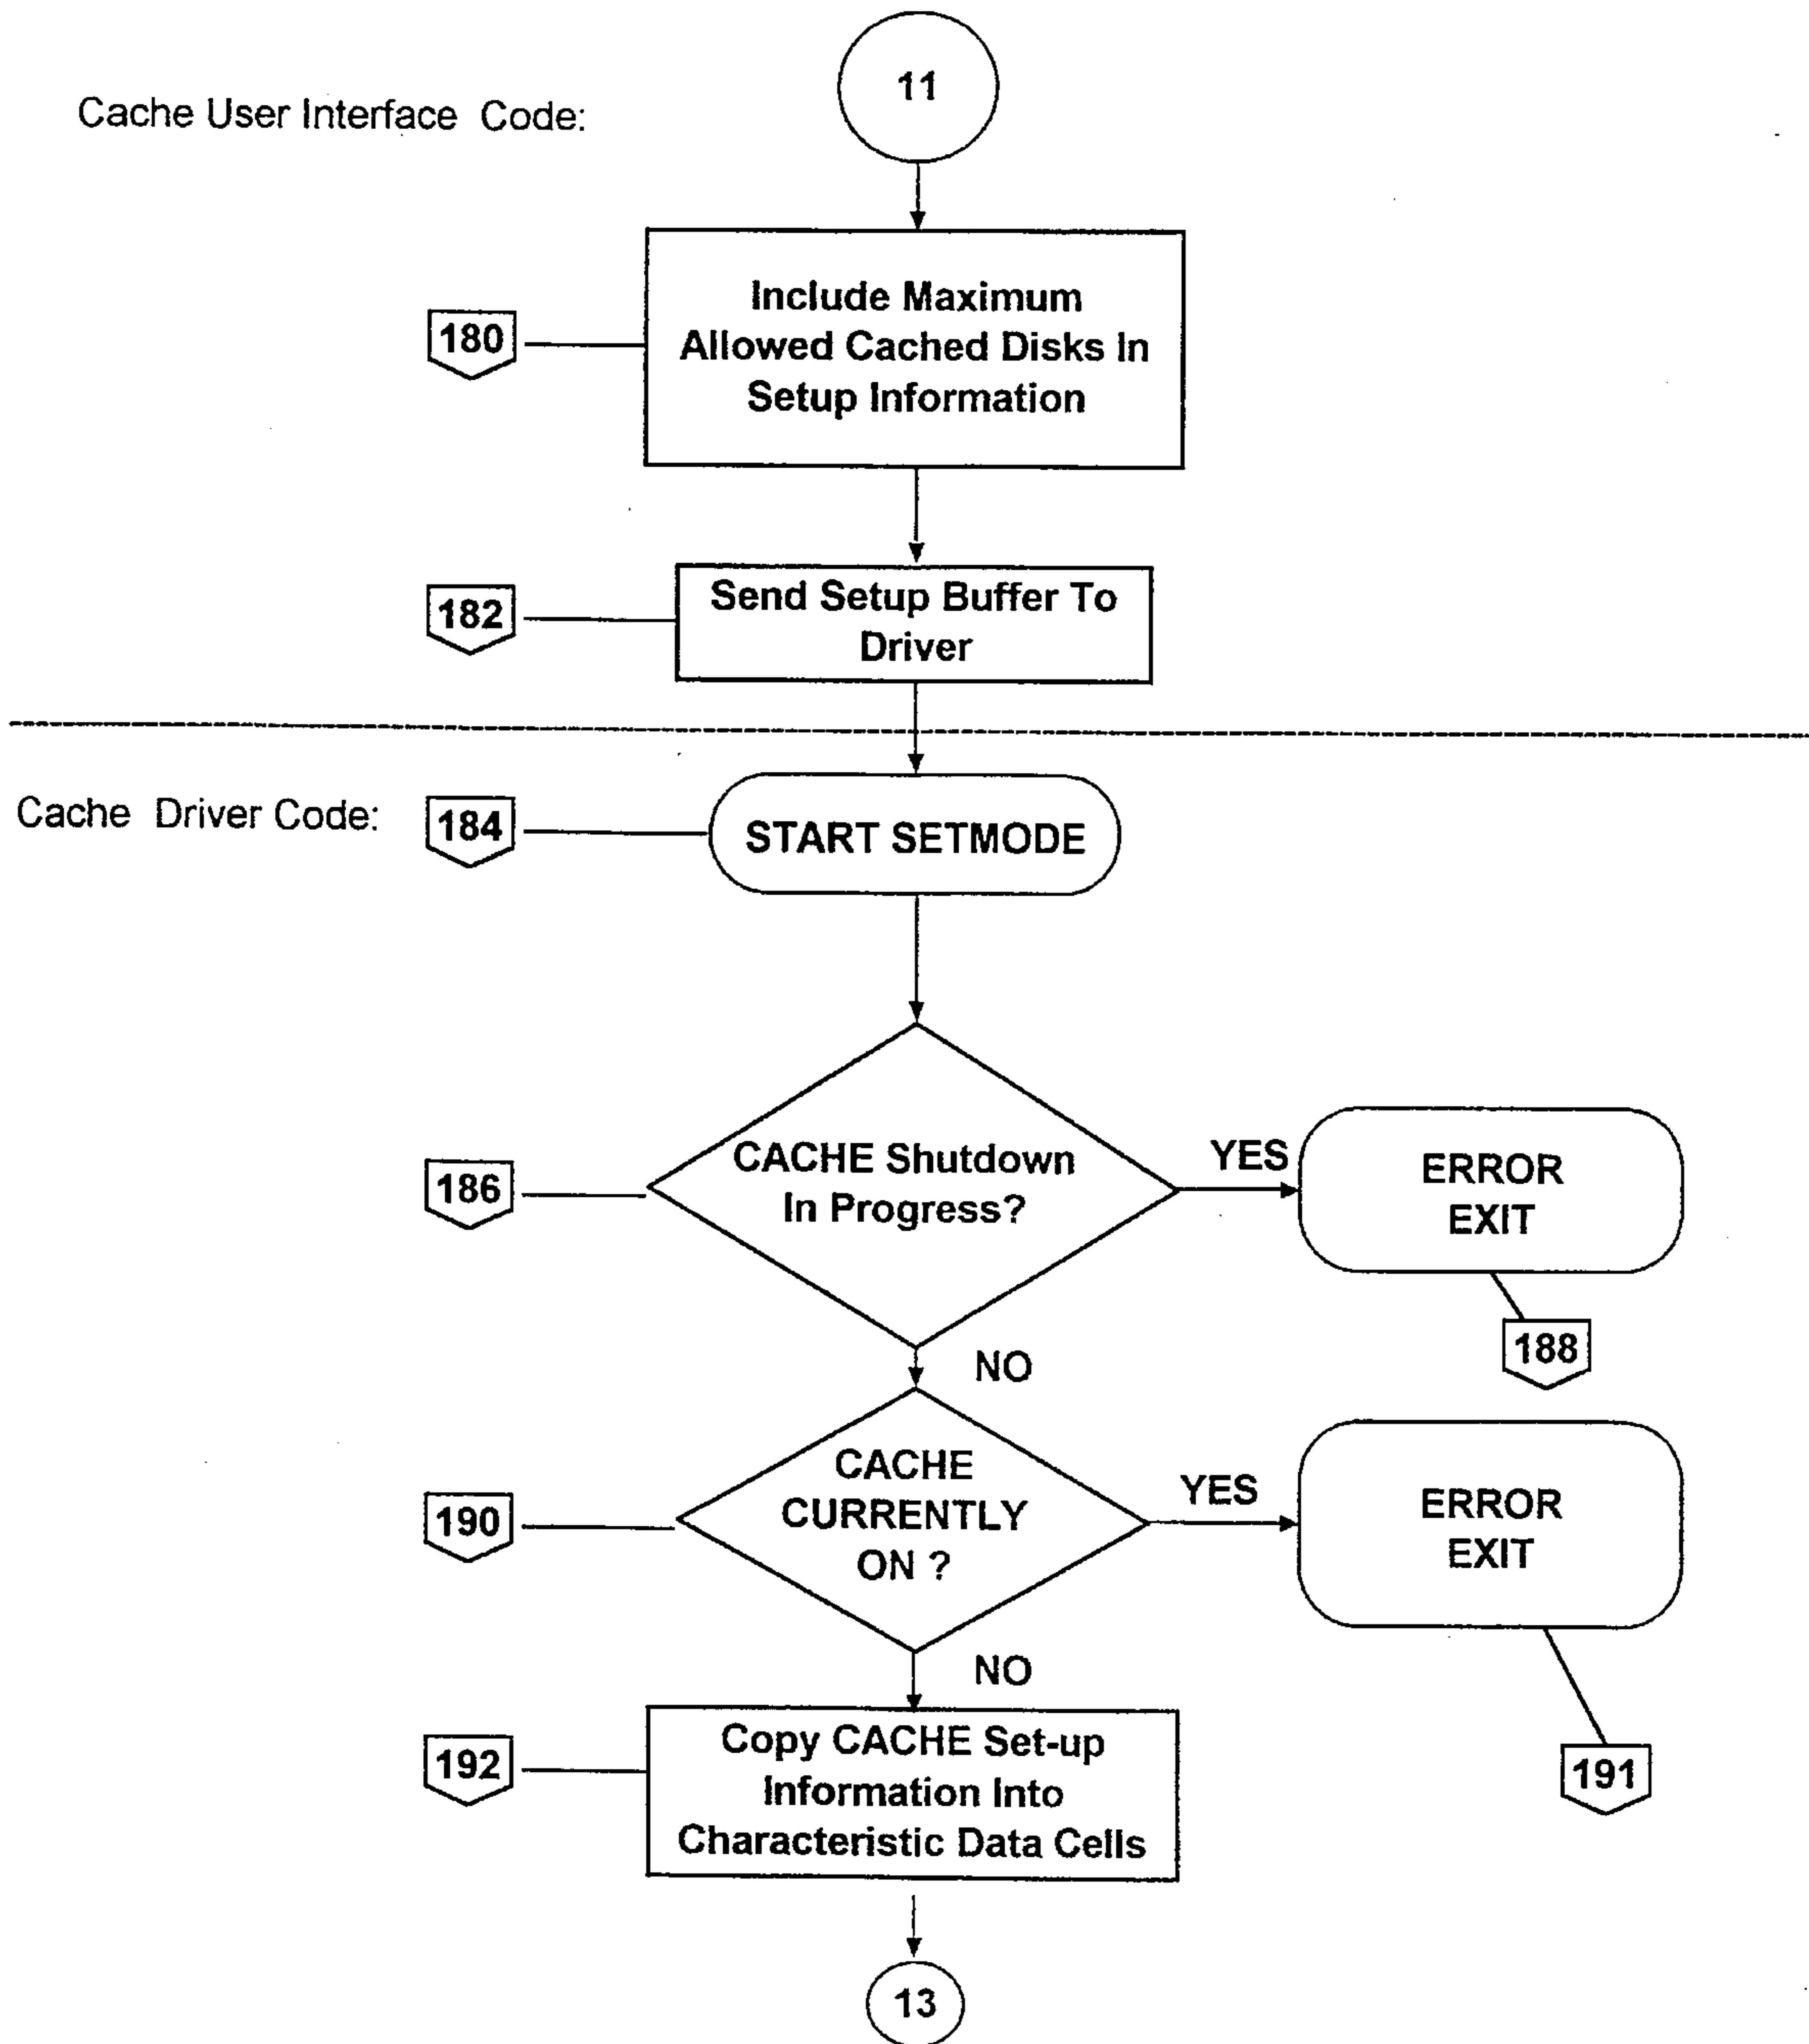 11
Cache User Interface Code:
180
Include Maximum
Allowed Cached Disks In
Setup Information
182
Send Setup Buffer To
Driver
Cache Driver Code:
184
START SETMODE
186
CACHE Shutdown
In Progress?
YES
ERROR
EXIT
188
NO
190
CACHE
CURRENTLY
ON ?
YES
ERROR
EXIT
191
NO
192
Copy CACHE Set-up
Information Into
Characteristic Data Cells
13